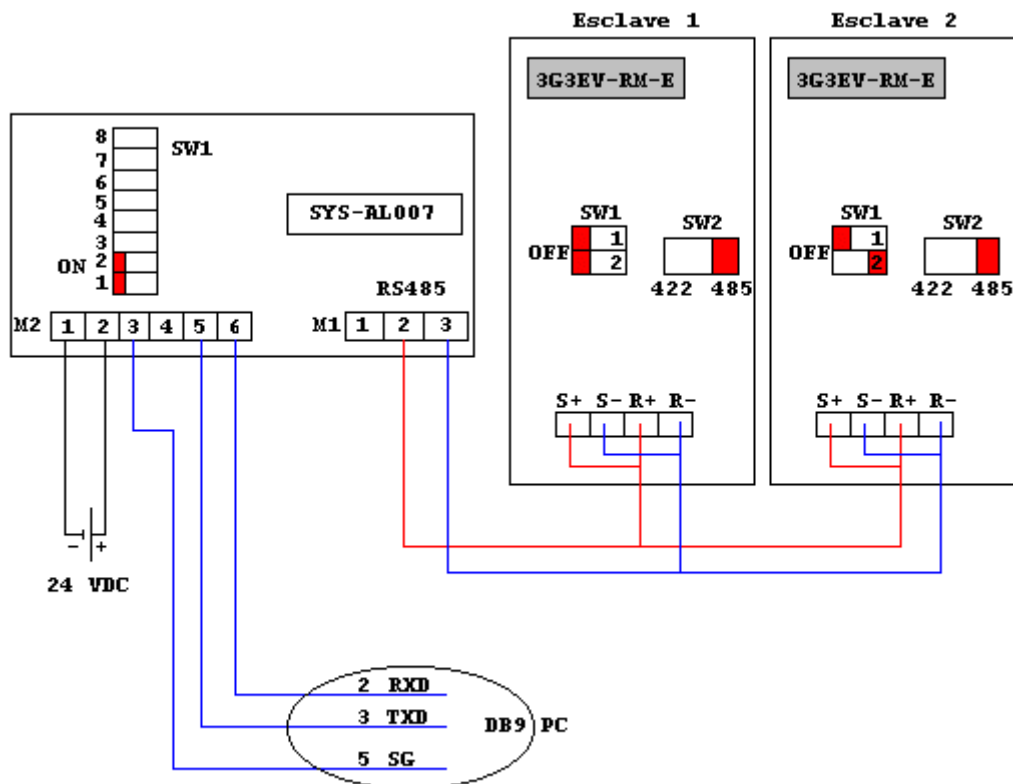 Esclave 1
Esclave 2
3G3EV-RM-E
3G3EV-RM-E
8
7
6
5
4
3
2
1
ON
SW1
SYS-AL007
RS485
M2 1 2 3 4 5 6
M1 1 2 3
SW1
OFF
1
2
SW2
422 485
SW1
OFF
1
2
SW2
422 485
S+ S- R+ R-
S+ S- R+ R-
- +
24 VDC
2 RXD
3 TXD
DB9 PC
5 SG